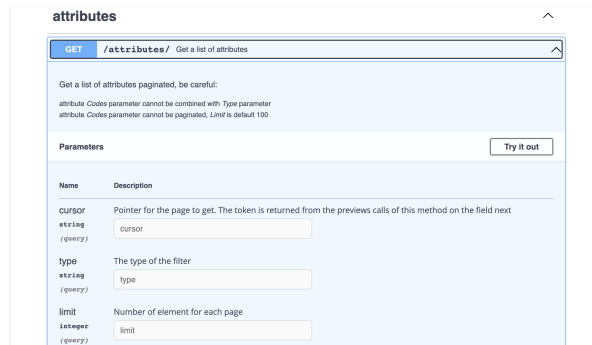 attributes
GET /attributes/ Get a list of attributes
Get a list of attributes paginated, be careful:
attribute Codes parameter cannot be combined with Type parameter
attribute Codes parameter cannot be paginated, Limit is default 100
Parameters Try it out
Name Description
cursor Pointer for the page to get. The token is returned from the previews calls of this method on the field next
string
(query)
cursor
type The type of the filter
string
(query)
type
limit Number of element for each page
integer
(query)
limit